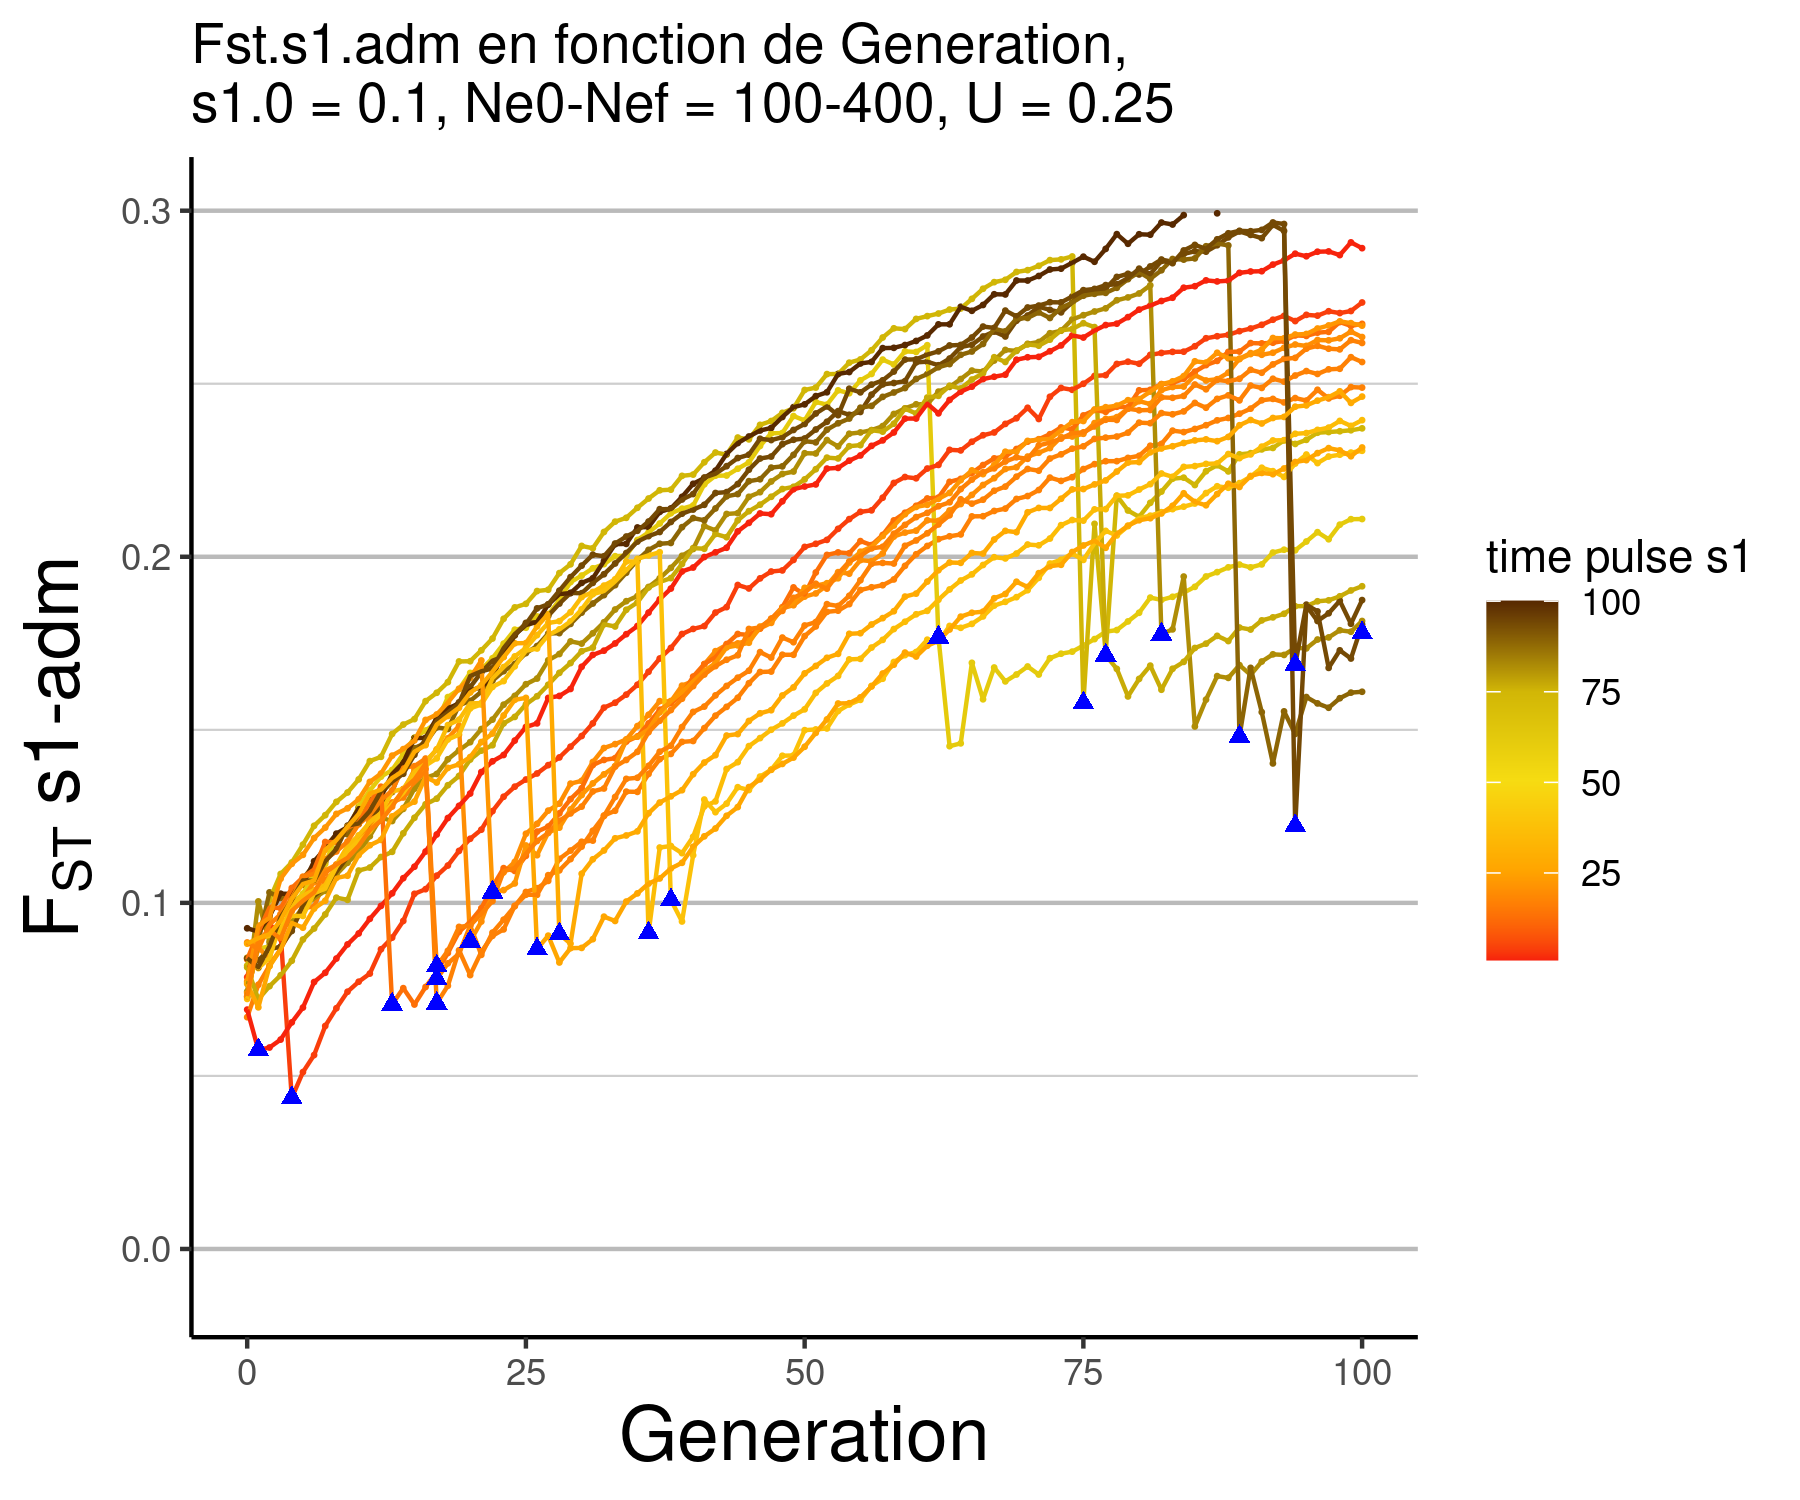 Fst.s1.adm en fonction de Generation,
s1.0 = 0.1, Ne0-Nef = 100-400, U = 0.25
0.3
0.2
0.1
0.0
FST s1-adm
0 25 50 75 100
Generation
time pulse s1
100
75
50
25